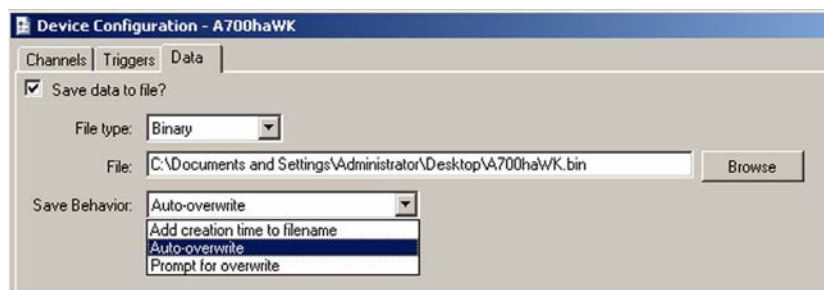 Device Configuration - A700haWK
Channels Triggers Data
Save data to file?
File type: Binary
File: C:\Documents and Settings\Administrator\Desktop\A700haWK.bin Browse
Save Behavior: Auto-overwrite
Add creation time to filename
Auto-overwrite
Prompt for overwrite